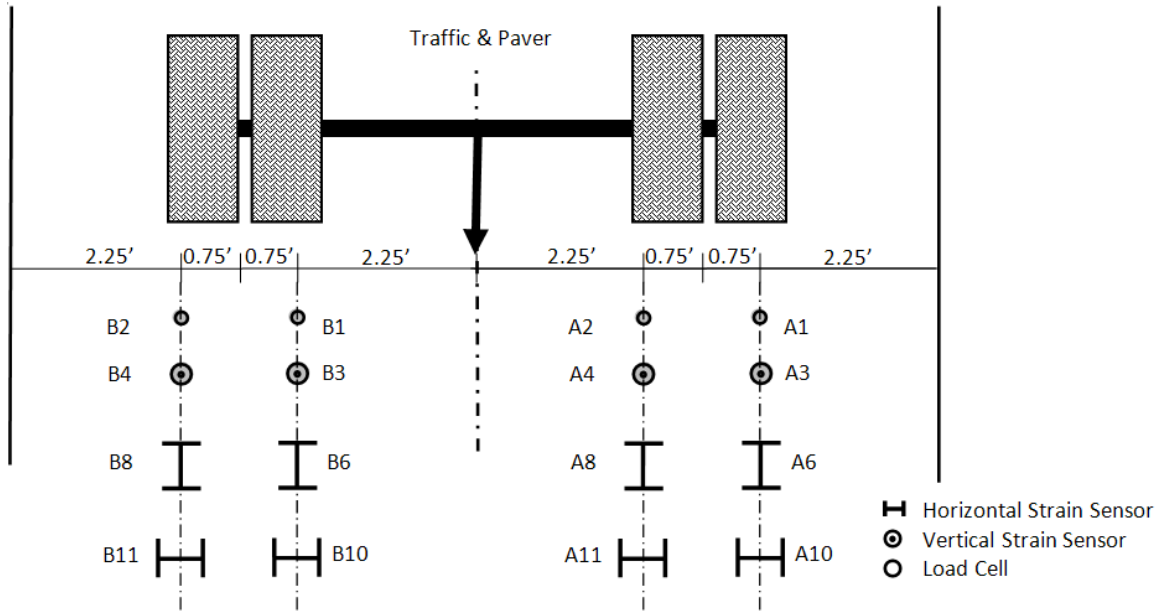 Traffic & Paver
2.25’ 0.75’ 0.75’ 2.25’ 2.25’ 0.75’ 0.75’ 2.25’
B2 B1 A2 A1
B4 B3 A4 A3
B8 B6 A8 A6
B11 B10 A11 A10
Horizontal Strain Sensor
Vertical Strain Sensor
Load Cell